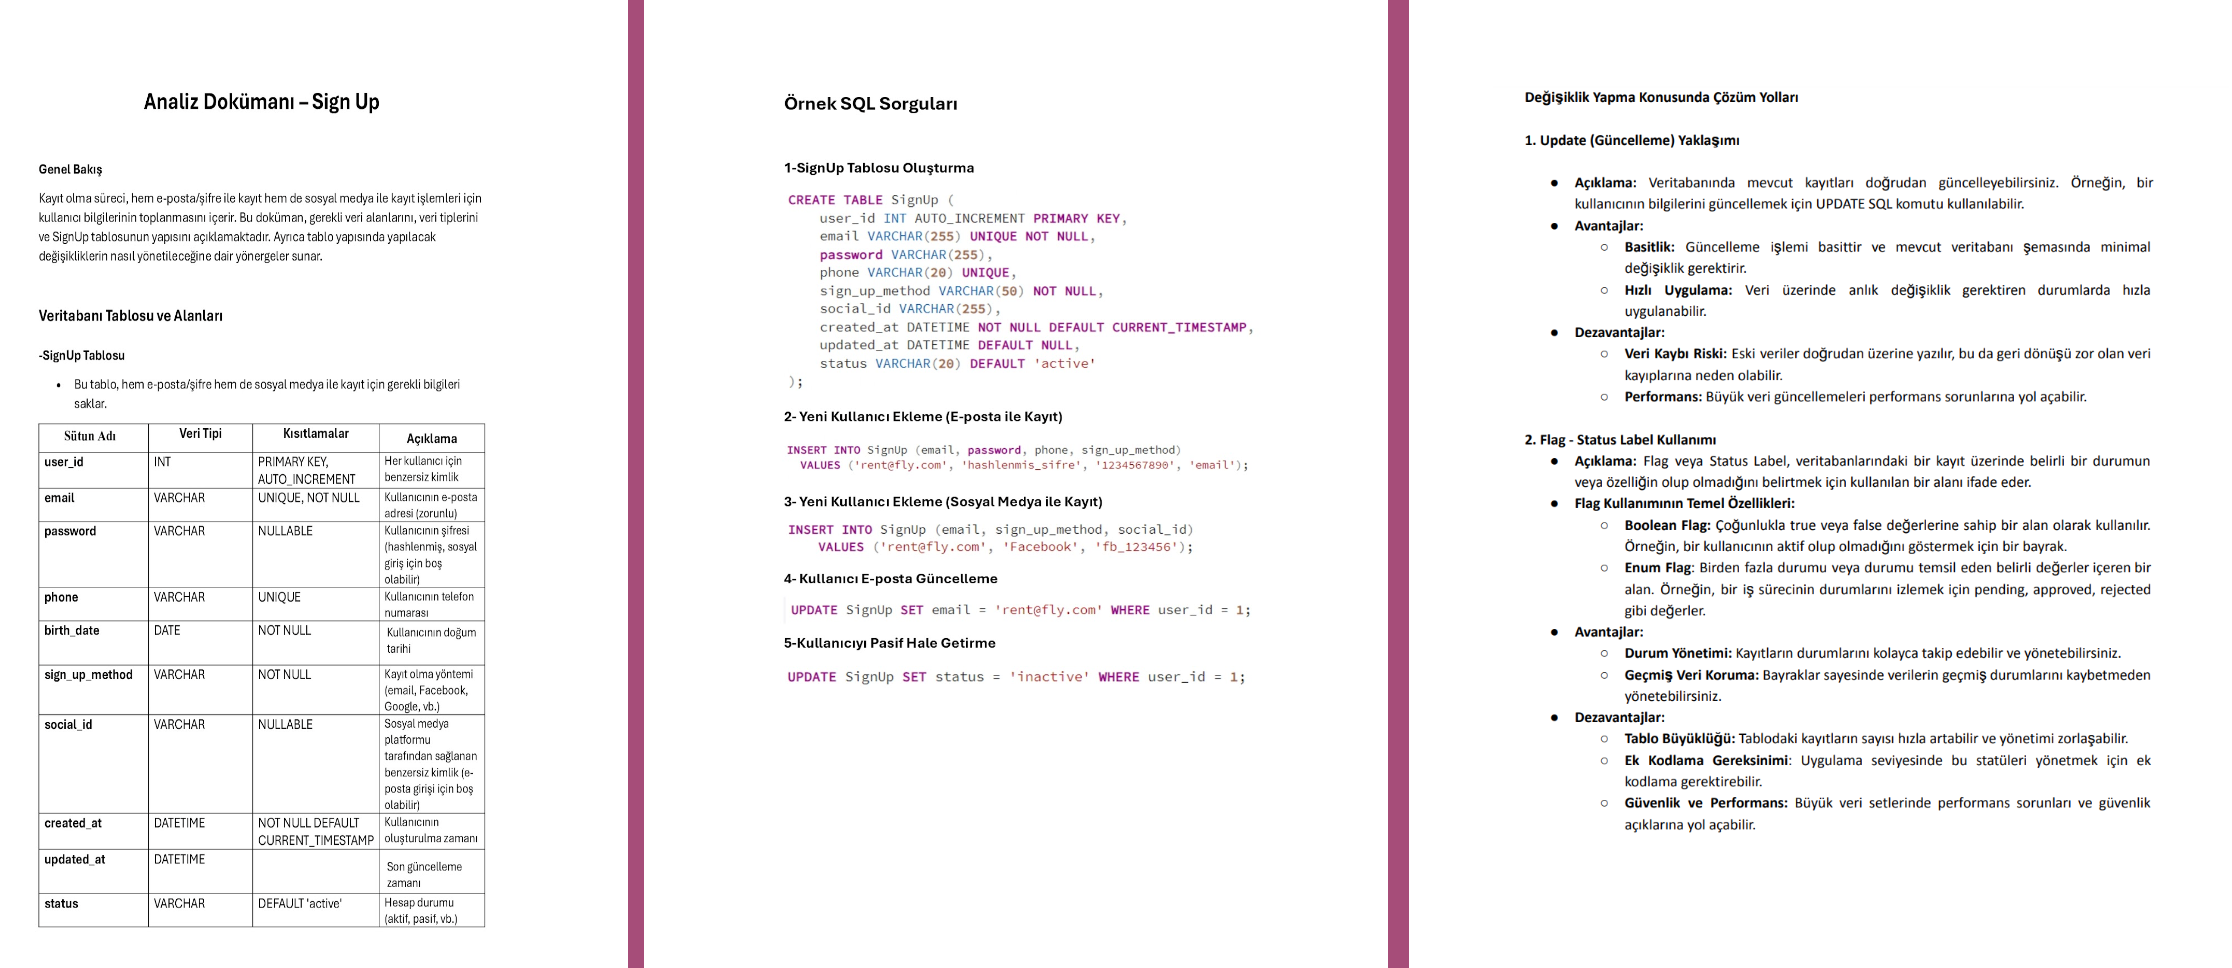 Analiz Dokümanı – Sign Up
Genel Bakış
Kayıt olma süreci, hem e-posta/şifre ile kayıt hem de sosyal medya ile kayıt işlemleri için
kullanıcı bilgilerinin toplanmasını içerir. Bu doküman, gerekli veri alanlarını, veri tiplerini
ve SignUp tablosunun yapısını açıklamaktadır. Ayrıca tablo yapısında yapılacak
değişikliklerin nasıl yönetileceğine dair yönergeler sunar.
Veritabanı Tablosu ve Alanları
-SignUp Tablosu
• Bu tablo, hem e-posta/şifre hem de sosyal medya ile kayıt için gerekli bilgileri
saklar.
Sütun Adı Veri Tipi Kısıtlamalar Açıklama
user_id INT PRIMARY KEY, Her kullanıcı için
AUTO_INCREMENT benzersiz kimlik
email VARCHAR UNIQUE, NOT NULL Kullanıcının e-posta
adresi (zorunlu)
password VARCHAR NULLABLE Kullanıcının şifresi
(hashlenmiş, sosyal
giriş için boş
olabilir)
phone VARCHAR UNIQUE Kullanıcının telefon
numarası
birth_date DATE NOT NULL Kullanıcının doğum
tarihi
sign_up_method VARCHAR NOT NULL Kayıt olma yöntemi
(email, Facebook,
Google, vb.)
social_id VARCHAR NULLABLE Sosyal medya
platformu
tarafından sağlanan
benzersiz kimlik (e-
posta girişi için boş
olabilir)
created_at DATETIME NOT NULL DEFAULT Kullanıcının
CURRENT_TIMESTAMP oluşturulma zamanı
updated_at DATETIME Son güncelleme
zamanı
status VARCHAR DEFAULT 'active' Hesap durumu
(aktif, pasif, vb.)
Örnek SQL Sorguları
1-SignUp Tablosu Oluşturma
CREATE TABLE SignUp (
user_id INT AUTO_INCREMENT PRIMARY KEY,
email VARCHAR(255) UNIQUE NOT NULL,
password VARCHAR(255),
phone VARCHAR(20) UNIQUE,
sign_up_method VARCHAR(50) NOT NULL,
social_id VARCHAR(255),
created_at DATETIME NOT NULL DEFAULT CURRENT_TIMESTAMP,
updated_at DATETIME DEFAULT NULL,
status VARCHAR(20) DEFAULT 'active'
);
2- Yeni Kullanıcı Ekleme (E-posta ile Kayıt)
INSERT INTO SignUp (email, password, phone, sign_up_method)
VALUES ('rent@fly.com', 'hashlenmis_sifre', '1234567890', 'email');
3- Yeni Kullanıcı Ekleme (Sosyal Medya ile Kayıt)
INSERT INTO SignUp (email, sign_up_method, social_id)
VALUES ('rent@fly.com', 'Facebook', 'fb_123456');
4- Kullanıcı E-posta Güncelleme
UPDATE SignUp SET email = 'rent@fly.com' WHERE user_id = 1;
5-Kullanıcıyı Pasif Hale Getirme
UPDATE SignUp SET status = 'inactive' WHERE user_id = 1;
Değişiklik Yapma Konusunda Çözüm Yolları
1. Update (Güncelleme) Yaklaşımı
● Açıklama: Veritabanında mevcut kayıtları doğrudan güncelleyebilirsiniz. Örneğin, bir
kullanıcının bilgilerini güncellemek için UPDATE SQL komutu kullanılabilir.
● Avantajlar:
○ Basitlik: Güncelleme işlemi basittir ve mevcut veritabanı şemasında minimal
değişiklik gerektirir.
○ Hızlı Uygulama: Veri üzerinde anlık değişiklik gerektiren durumlarda hızla
uygulanabilir.
● Dezavantajlar:
○ Veri Kaybı Riski: Eski veriler doğrudan üzerine yazılır, bu da geri dönüşü zor olan veri
kayıplarına neden olabilir.
○ Performans: Büyük veri güncellemeleri performans sorunlarına yol açabilir.
2. Flag - Status Label Kullanımı
● Açıklama: Flag veya Status Label, veritabanlarındaki bir kayıt üzerinde belirli bir durumun
veya özelliğin olup olmadığını belirtmek için kullanılan bir alanı ifade eder.
● Flag Kullanımının Temel Özellikleri:
○ Boolean Flag: Çoğunlukla true veya false değerlerine sahip bir alan olarak kullanılır.
Örneğin, bir kullanıcının aktif olup olmadığını göstermek için bir bayrak.
○ Enum Flag: Birden fazla durumu veya durumu temsil eden belirli değerler içeren bir
alan. Örneğin, bir iş sürecinin durumlarını izlemek için pending, approved, rejected
gibi değerler.
● Avantajlar:
○ Durum Yönetimi: Kayıtların durumlarını kolayca takip edebilir ve yönetebilirsiniz.
○ Geçmiş Veri Koruma: Bayraklar sayesinde verilerin geçmiş durumlarını kaybetmeden
yönetebilirsiniz.
● Dezavantajlar:
○ Tablo Büyüklüğü: Tablodaki kayıtların sayısı hızla artabilir ve yönetimi zorlaşabilir.
○ Ek Kodlama Gereksinimi: Uygulama seviyesinde bu statüleri yönetmek için ek
kodlama gerektirebilir.
○ Güvenlik ve Performans: Büyük veri setlerinde performans sorunları ve güvenlik
açıklarına yol açabilir.